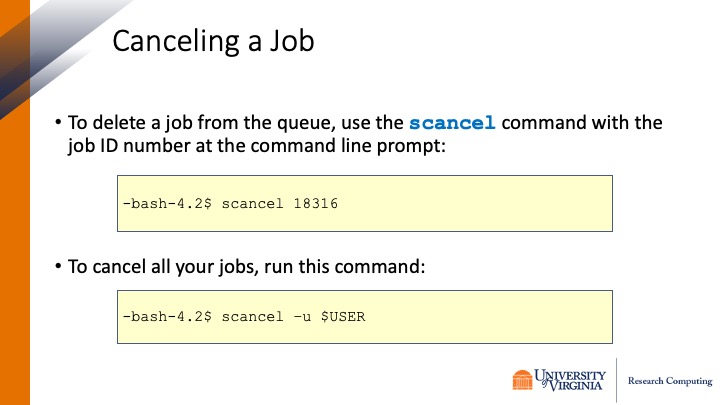 Canceling a Job
• To delete a job from the queue, use the scancel command with the
job ID number at the command line prompt:
-bash-4.2$ scancel 18316
• To cancel all your jobs, run this command:
-bash-4.2$ scancel –u $USER
UNIVERSITY
of VIRGINIA
Research Computing